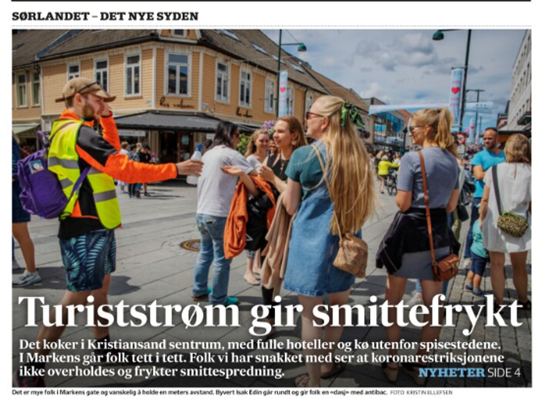 SØRLANDET – DET NYE SYDEN
Turiststrøm gir smittefrykt
Det koker i Kristiansand sentrum, med fulle hoteller og kø utenfor spisestedene.
I Markens går folk tett i tett. Folk vi har snakket med ser at koronarestriksjonene
ikke overholdes og frykter smittespredning.
NYHETER SIDE 4
Det er mye folk i Markens gate og vanskelig å holde en meters avstand. Byvert Isak Edin går rundt og gir folk en «dasj» med antibac. FOTO: KRISTIN ELLEFSEN